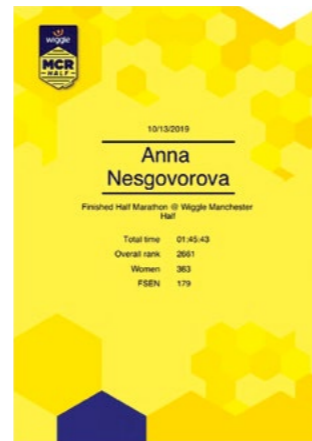 wiggle
MCR
HALF
10/13/2019
Anna
Nesgovorova
Finished Half Marathon @ Wiggle Manchester
Half
Total time 01:45:43
Overall rank 2661
Women 363
FSEN 179